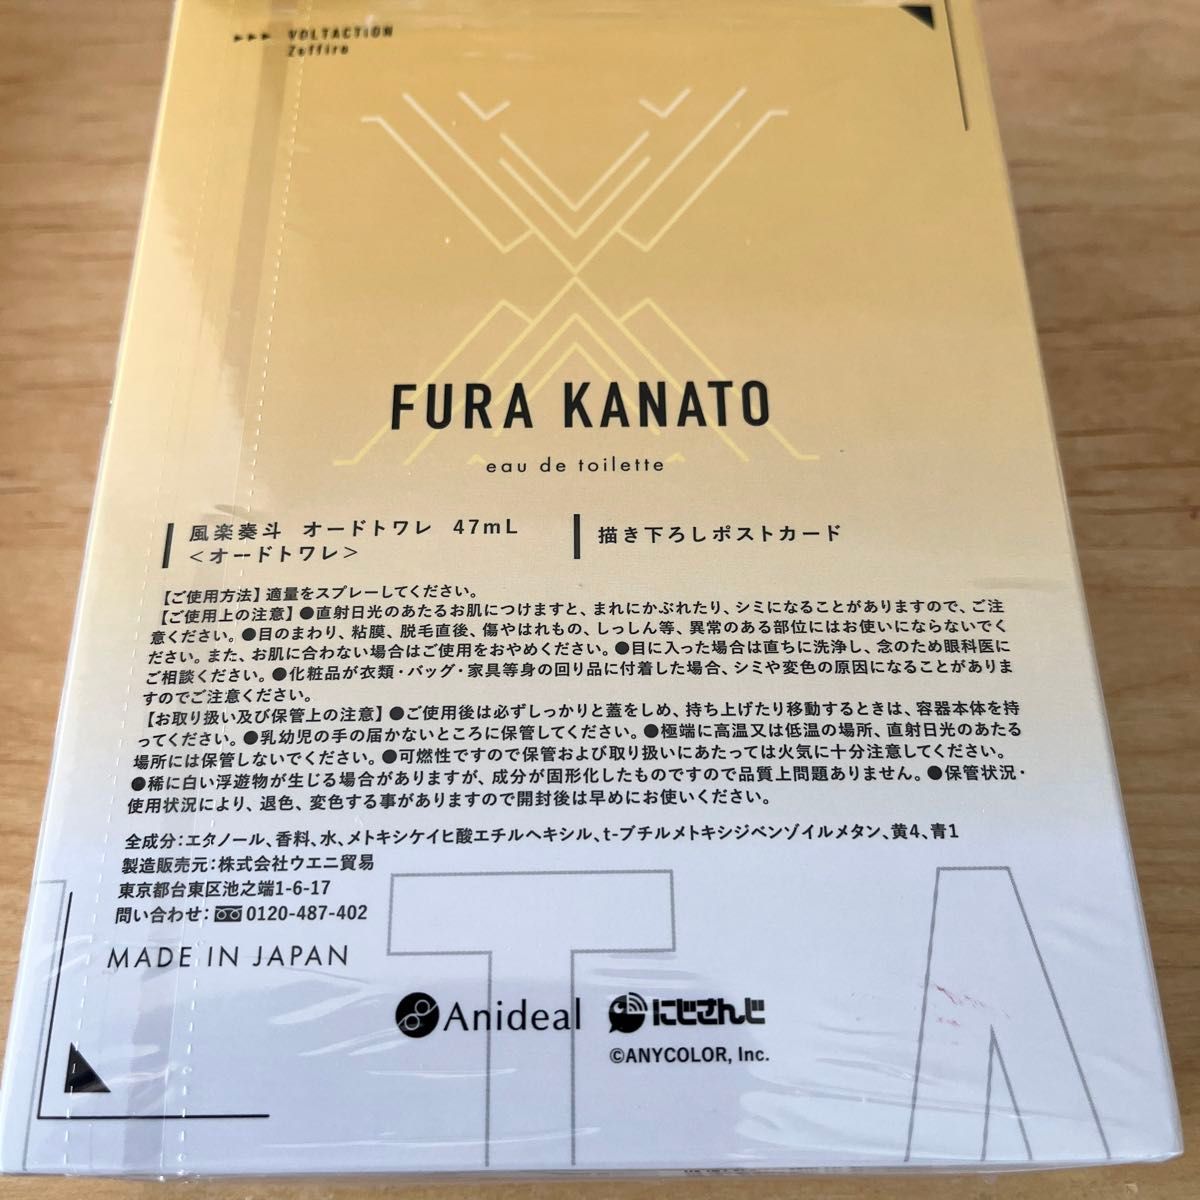 ▶▶▶ VOLTACTION
Zeffiro
FURA KANATO
eau de toilette
風楽奏斗 オードトワレ 47mL
<オードトワレ>
描き下ろしポストカード
【ご使用方法】適量をスプレーしてください。
【ご使用上の注意】●直射日光のあたるお肌につけますと、まれにかぶれたり、シミになることがありますので、ご注
意ください。●目のまわり、粘膜、脱毛直後、傷やはれもの、しっしん等、異常のある部位にはお使いにならないでく
ださい。また、お肌に合わない場合はご使用をおやめください。●目に入った場合は直ちに洗浄し、念のため眼科医に
ご相談ください。●化粧品が衣類・バッグ・家具等身の回り品に付着した場合、シミや変色の原因になることがありま
すのでご注意ください。
【お取り扱い及び保管上の注意】●ご使用後は必ずしっかりと蓋をしめ、持ち上げたり移動するときは、容器本体を持
ってください。●乳幼児の手の届かないところに保管してください。●極端に高温又は低温の場所、直射日光のあたる
場所には保管しないでください。●可燃性ですので保管および取り扱いにあたっては火気に十分注意してください。
●稀に白い浮遊物が生じる場合がありますが、成分が固形化したものですので品質上問題ありません。●保管状況・
使用状況により、退色、変色する事がありますので開封後は早めにお使いください。
全成分：エタノール、香料、水、メトキシケイヒ酸エチルヘキシル、t-ブチルメトキシジベンゾイルメタン、黄4、青1
製造販売元：株式会社ウエニ貿易
東京都台東区池之端1-6-17
問い合わせ：0120-487-402
MADE IN JAPAN
LTA
Anideal にじさんじ
©ANYCOLOR, Inc.